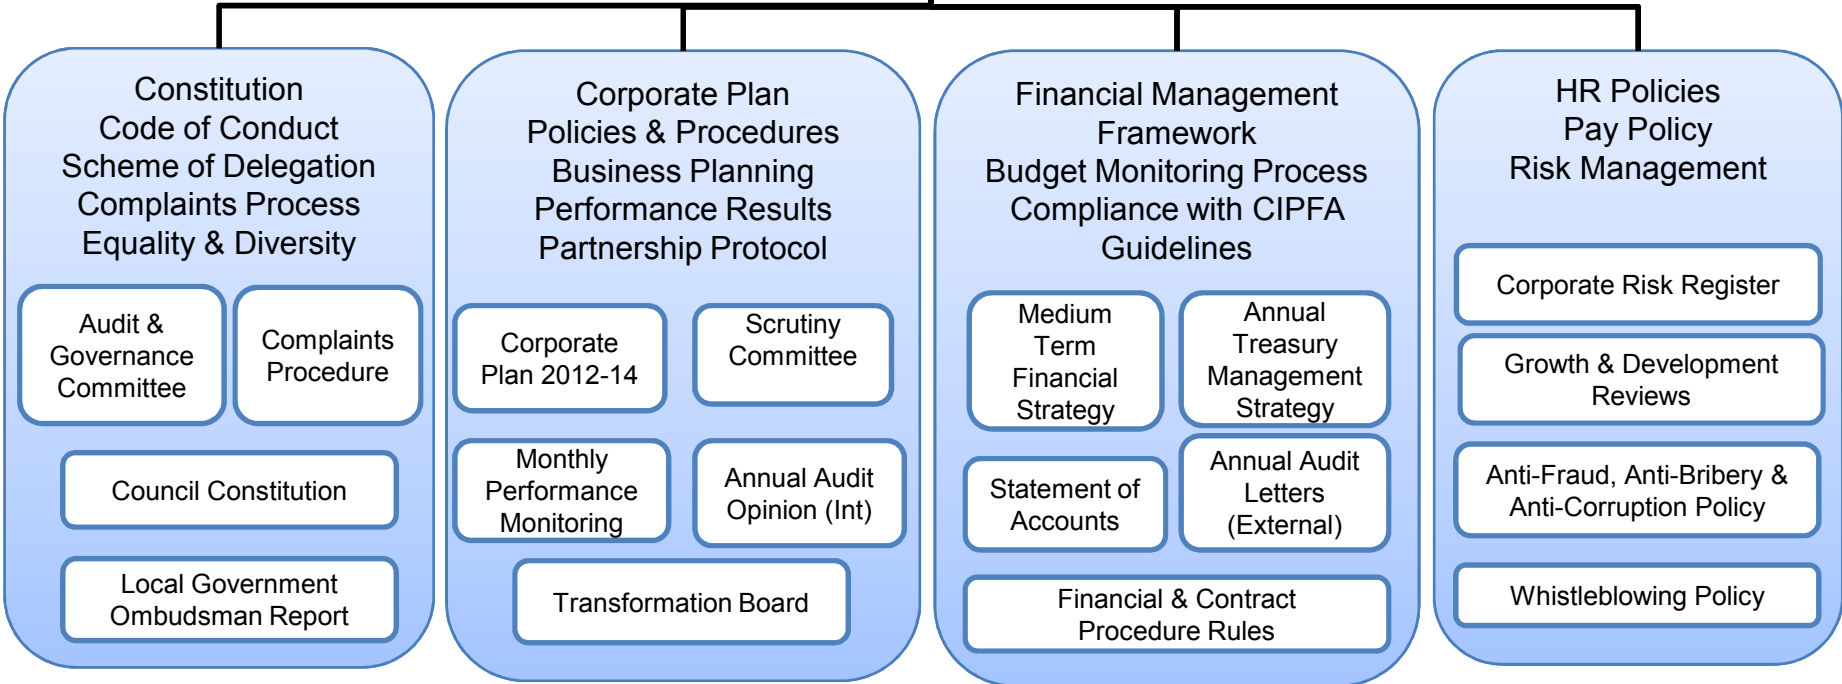 Constitution
Code of Conduct
Scheme of Delegation
Complaints Process
Equality & Diversity
Audit &
Governance
Committee
Complaints
Procedure
Council Constitution
Local Government
Ombudsman Report
Corporate Plan
Policies & Procedures
Business Planning
Performance Results
Partnership Protocol
Corporate
Plan 2012-14
Scrutiny
Committee
Monthly
Performance
Monitoring
Annual Audit
Opinion (Int)
Transformation Board
Financial Management
Framework
Budget Monitoring Process
Compliance with CIPFA
Guidelines
Medium
Term
Financial
Strategy
Annual
Treasury
Management
Strategy
Statement of
Accounts
Annual Audit
Letters
(External)
Financial & Contract
Procedure Rules
HR Policies
Pay Policy
Risk Management
Corporate Risk Register
Growth & Development
Reviews
Anti-Fraud, Anti-Bribery &
Anti-Corruption Policy
Whistleblowing Policy